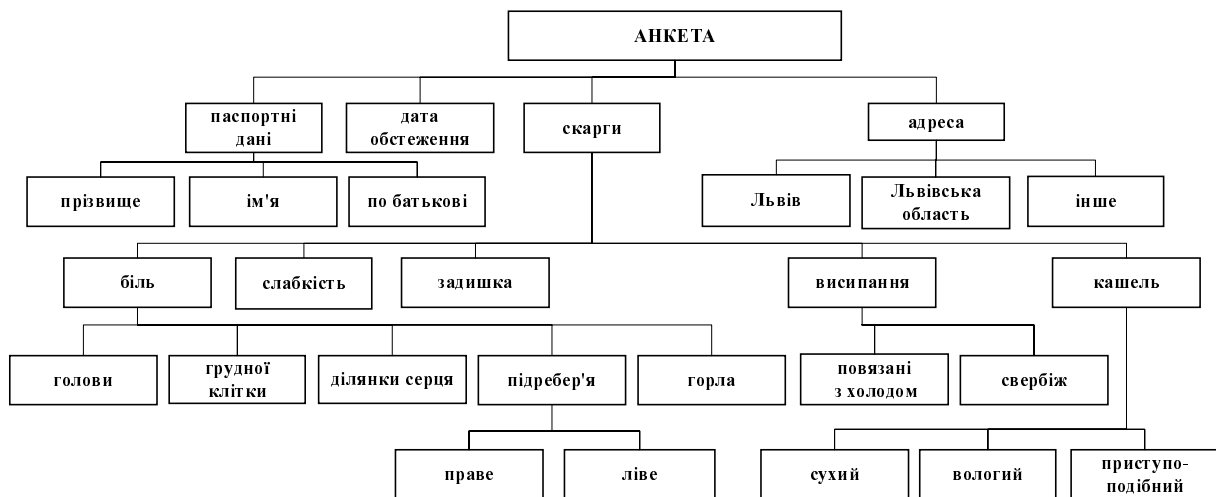 АНКЕТА
паспортні
дані
дата
обстеження
скарги
адреса
прізвище
ім'я
по батькові
Львів
Львівська
область
інше
біль
слабкість
задишка
висипання
кашель
голови
грудної
клітки
ділянки серця
підребер'я
горла
повязані
з холодом
свербіж
праве
ліве
сухий
вологий
приступо-
подібний